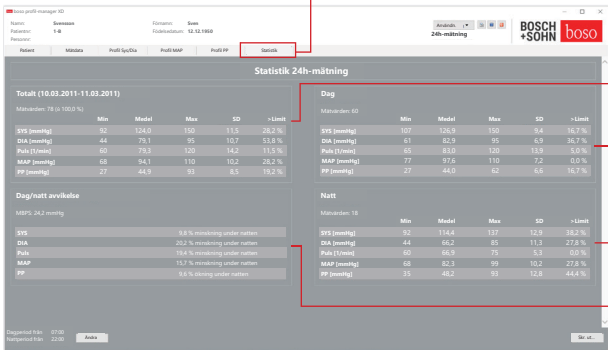 boso profil-manager XD
Namn: Svensson Förnamn: Sven
Patientnr: 1-B Födelsedatum: 12.12.1950
Personnr:
Använd. 24h-mätning
BOSCH +SOHN boso
Patient Mätdata Profil Sys/Dia Profil MAP Profil PP Statistik
Statistik 24h-mätning
Totalt (10.03.2011-11.03.2011)
Mätvärden: 78 (≙ 100,0 %)
Min Medel Max SD >Limit
SYS [mmHg] 92 124,0 150 11,5 28,2 %
DIA [mmHg] 44 79,1 95 10,7 53,8 %
Puls [1/min] 60 79,3 120 14,2 11,5 %
MAP [mmHg] 68 94,1 110 10,2 28,2 %
PP [mmHg] 27 44,9 93 8,5 19,2 %
Dag
Mätvärden: 60
Min Medel Max SD >Limit
SYS [mmHg] 107 126,9 150 9,4 16,7 %
DIA [mmHg] 61 82,9 95 6,9 36,7 %
Puls [1/min] 65 83,0 120 13,9 5,0 %
MAP [mmHg] 77 97,6 110 7,2 0,0 %
PP [mmHg] 27 44,0 62 6,6 16,7 %
Dag/natt avvikelse
MBPS: 24,2 mmHg
SYS 9,8 % minskning under natten
DIA 20,2 % minskning under natten
Puls 19,4 % minskning under natten
MAP 15,7 % minskning under natten
PP 9,6 % ökning under natten
Natt
Mätvärden: 18
Min Medel Max SD >Limit
SYS [mmHg] 92 114,4 137 12,9 38,2 %
DIA [mmHg] 44 66,2 85 11,3 27,8 %
Puls [1/min] 60 66,9 75 5,3 0,0 %
MAP [mmHg] 68 82,3 99 10,2 27,8 %
PP [mmHg] 35 48,2 93 12,8 44,4 %
Dagperiod från 07:00
Nattperiod från 22:00
Ändra
Skr. ut...